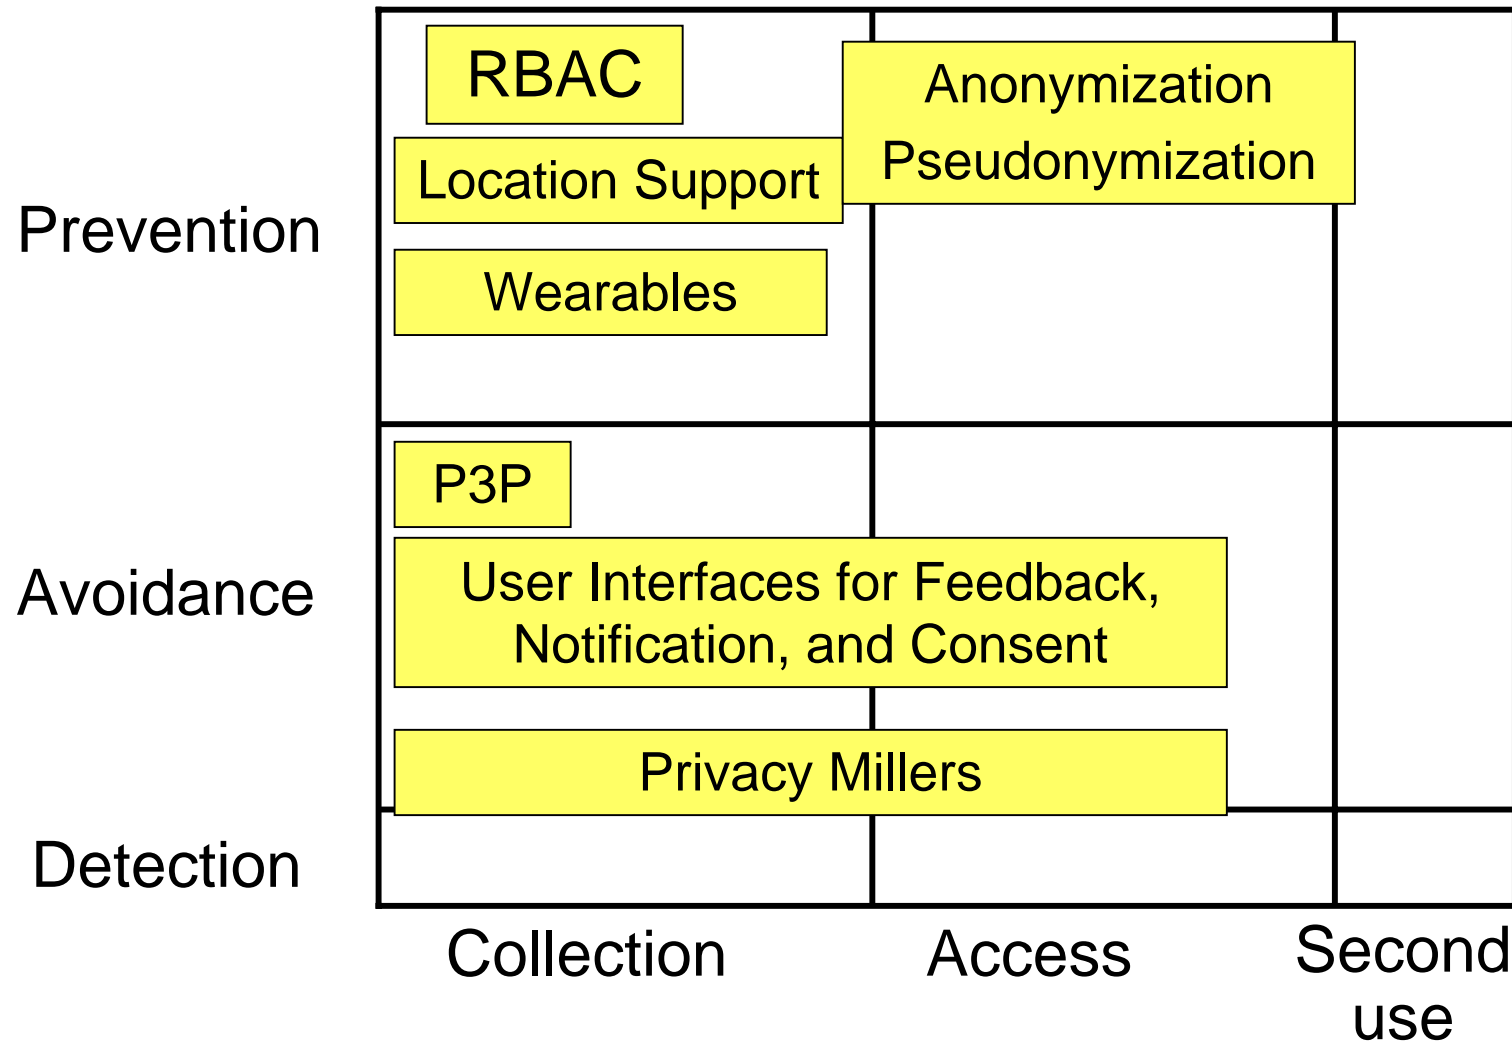 RBAC
Anonymization
Pseudonymization
Location Support
Prevention
Wearables
P3P
User Interfaces for Feedback,
Notification, and Consent
Avoidance
Privacy Millers
Detection
Collection
Access
Second
use